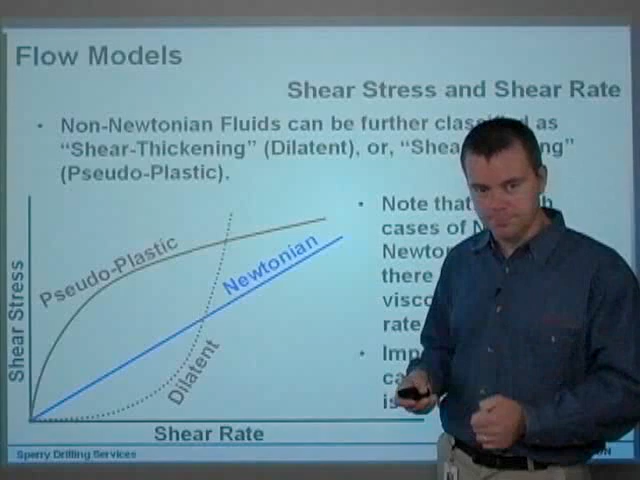 Flow Models
Shear Stress and Shear Rate
• Non-Newtonian Fluids can be further classified as
"Shear-Thickening" (Dilatent), or, "Shea
(Pseudo-Plastic).
• Note that
cases of N
Newto
there
visco
rate
• Imp
ca
is
Pseudo-Plastic
Newtonian
Dilatent
Shear Stress
Shear Rate
Sperry Drilling Services